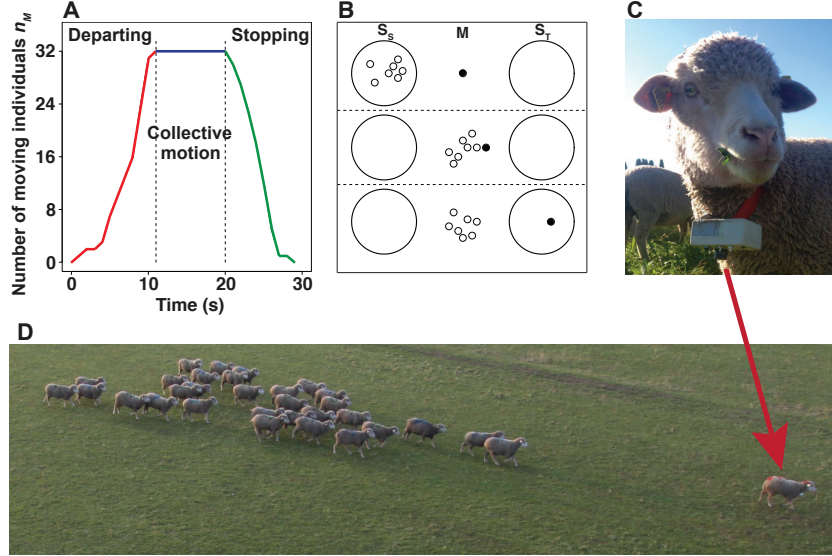 A
Number of moving individuals n_M
Departing
Stopping
32
24
16
8
0
Collective
motion
0
10
20
30
Time (s)
B
S_S
M
S_T
C
D